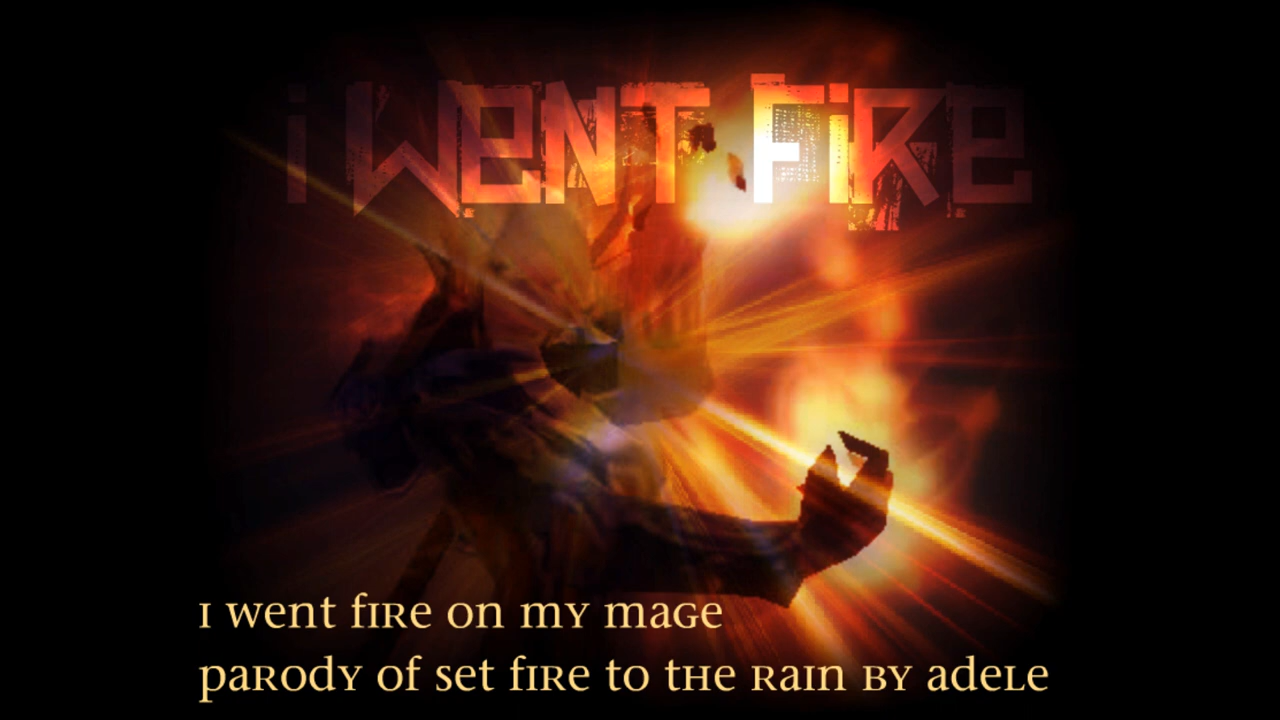 i WeNT FiRe
I went fire on my mage
parody of set fire to the rain by adele